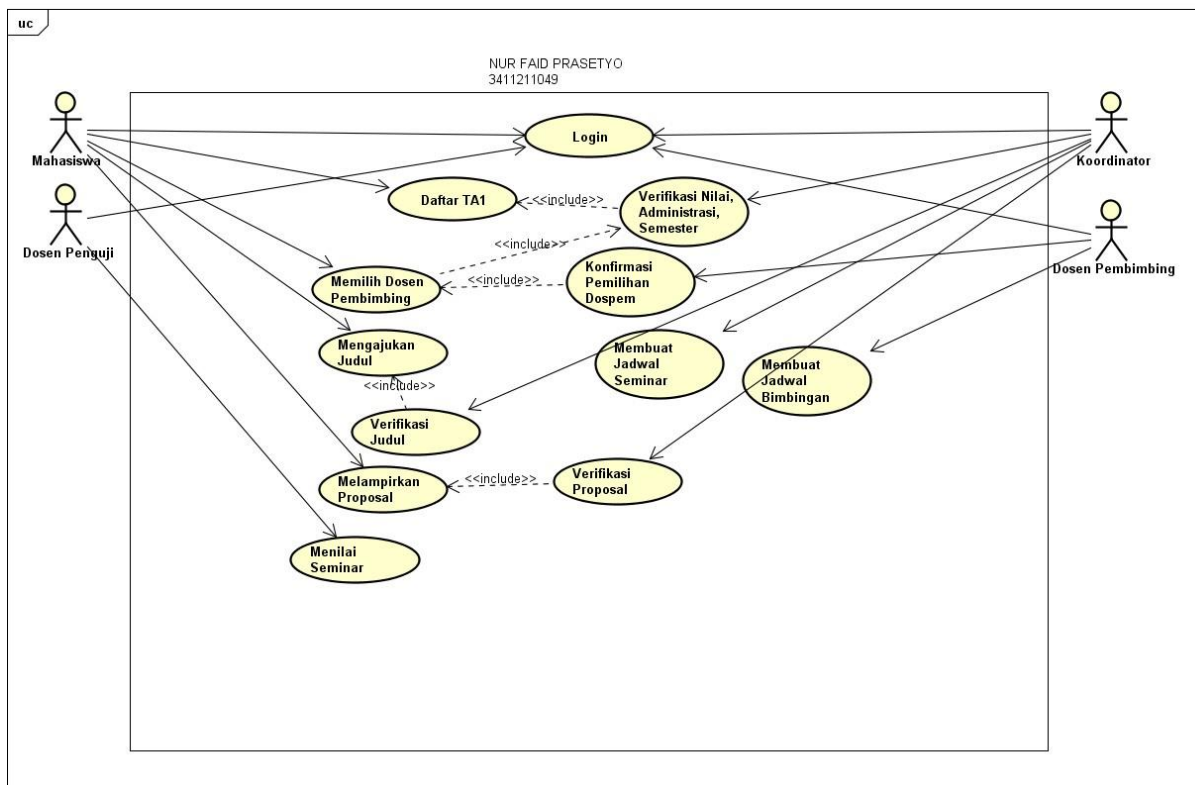 uc
NUR FAID PRASETYO
3411211049
Mahasiswa
Koordinator
Dosen Penguji
Dosen Pembimbing
Login
Daftar TA1
<<include>>
Verifikasi Nilai,
Administrasi,
Semester
<<include>>
Memilih Dosen
Pembimbing
<<include>>
Konfirmasi
Pemilihan
Dospem
Mengajukan
Judul
Membuat
Jadwal
Seminar
Membuat
Jadwal
Bimbingan
<<include>>
Verifikasi
Judul
Melampirkan
Proposal
<<include>>
Verifikasi
Proposal
Menilai
Seminar